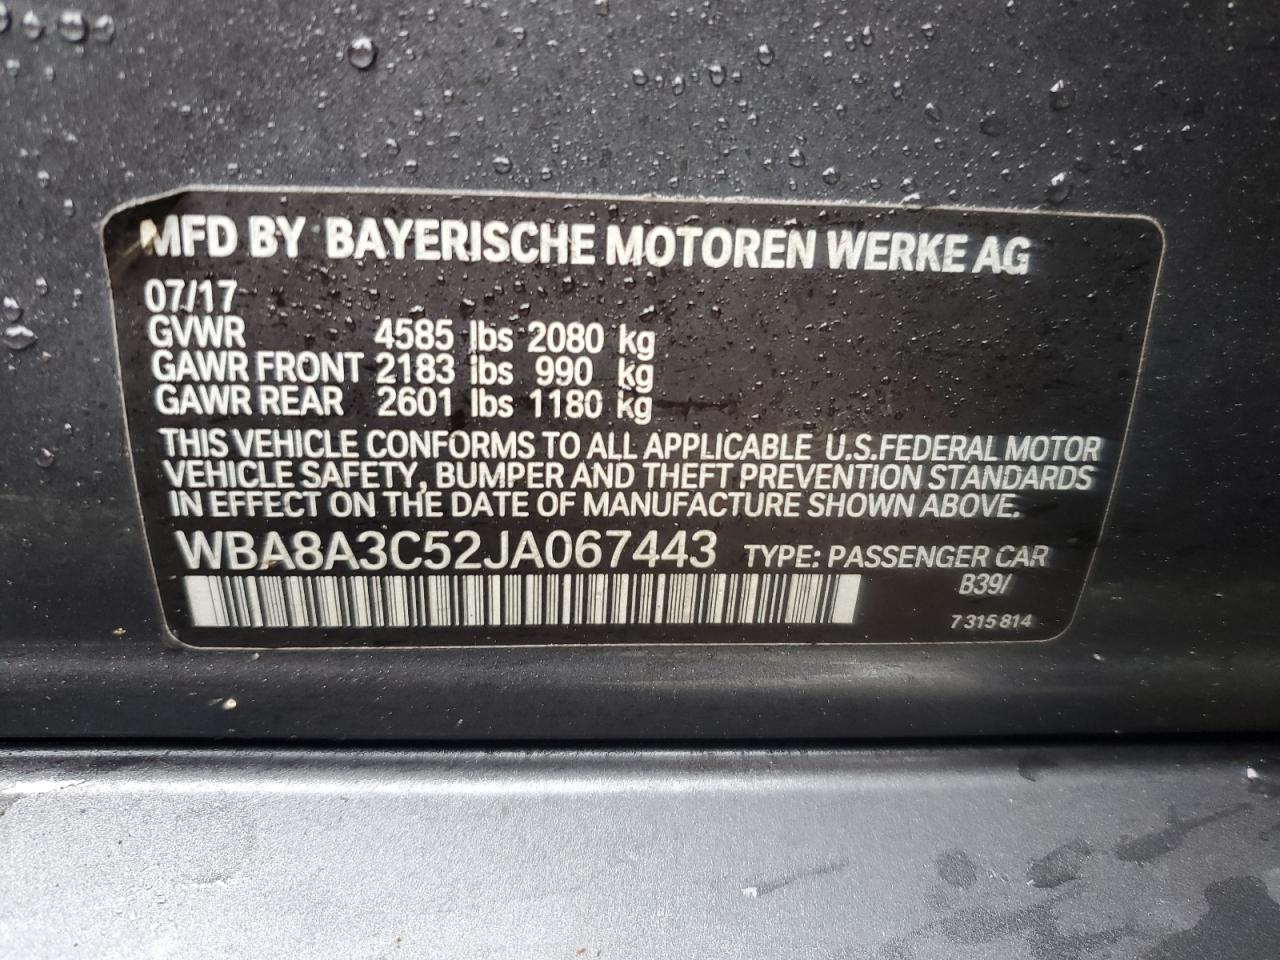 MFD BY BAYERISCHE MOTOREN WERKE AG
07/17
GVWR 4585 lbs 2080 kg
GAWR FRONT 2183 lbs 990 kg
GAWR REAR 2601 lbs 1180 kg
THIS VEHICLE CONFORMS TO ALL APPLICABLE U.S.FEDERAL MOTOR
VEHICLE SAFETY, BUMPER AND THEFT PREVENTION STANDARDS
IN EFFECT ON THE DATE OF MANUFACTURE SHOWN ABOVE.
WBA8A3C52JA067443 TYPE: PASSENGER CAR
B39/
7 315 814